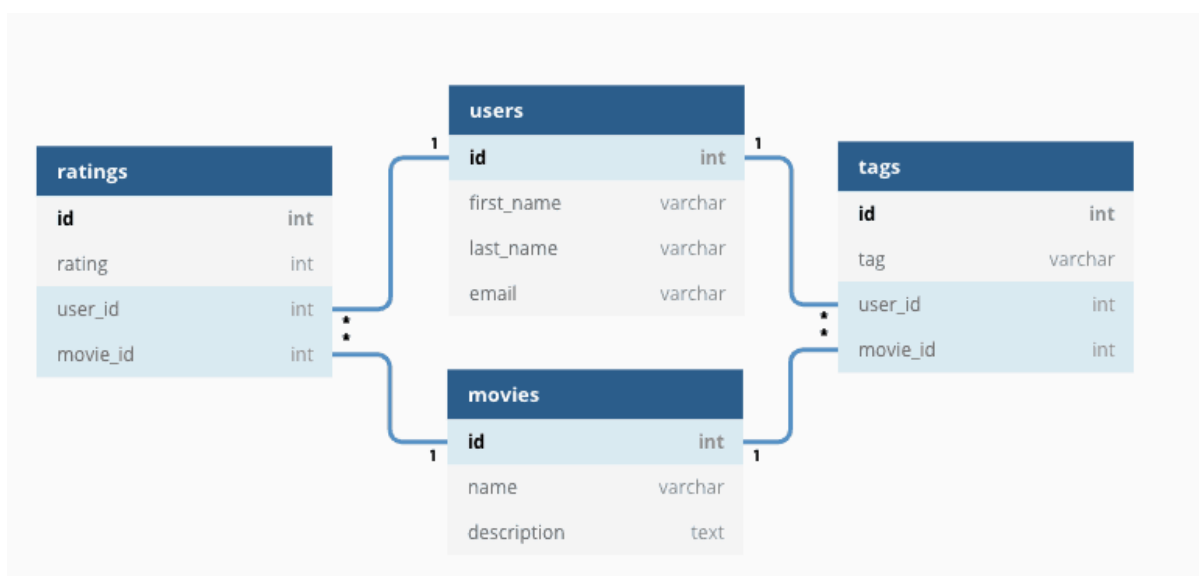 users
1
id int
1
first_name varchar
last_name varchar
email varchar
ratings
id int
rating int
user_id int
*
*
movie_id int
tags
id int
tag varchar
*
user_id int
*
movie_id int
movies
1
id int
1
name varchar
description text